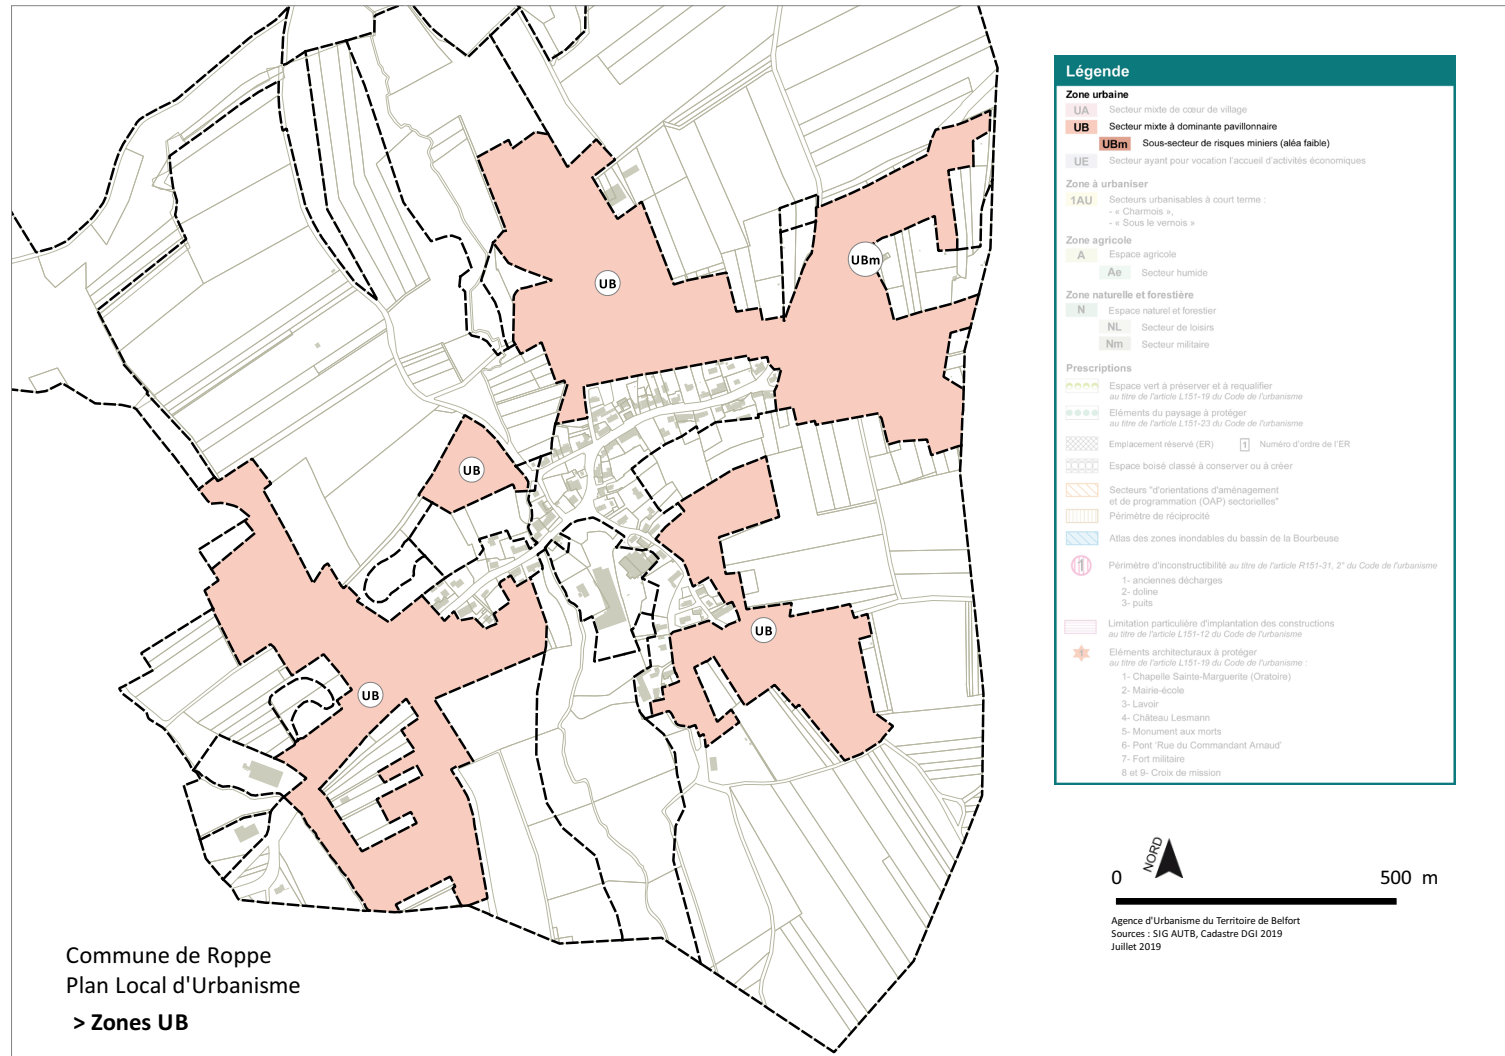 UB
UBm
UB
UB
UB
Commune de Roppe
Plan Local d'Urbanisme
> Zones UB
Légende
Zone urbaine
UA Secteur mixte de cœur de village
UB Secteur mixte à dominante pavillonnaire
UBm Sous-secteur de risques miniers (aléa faible)
UE Secteur ayant pour vocation l'accueil d'activités économiques
Zone à urbaniser
1AU Secteurs urbanisables à court terme :
- « Charmois »,
- « Sous le vernois »
Zone agricole
A Espace agricole
Ae Secteur humide
Zone naturelle et forestière
N Espace naturel et forestier
NL Secteur de loisirs
Nm Secteur militaire
Prescriptions
Espace vert à préserver et à requalifier
au titre de l'article L151-19 du Code de l'urbanisme
Eléments du paysage à protéger
au titre de l'article L151-23 du Code de l'urbanisme
Emplacement réservé (ER) 1 Numéro d'ordre de l'ER
Espace boisé classé à conserver ou à créer
Secteurs "d'orientations d'aménagement
et de programmation (OAP) sectorielles"
Périmètre de réciprocité
Atlas des zones inondables du bassin de la Bourbeuse
1 Périmètre d'inconstructibilité au titre de l'article R151-31, 2° du Code de l'urbanisme
1- anciennes décharges
2- doline
3- puits
Limitation particulière d'implantation des constructions
au titre de l'article L151-12 du Code de l'urbanisme
1 Eléments architecturaux à protéger
au titre de l'article L151-19 du Code de l'urbanisme :
1- Chapelle Sainte-Marguerite (Oratoire)
2- Mairie-école
3- Lavoir
4- Château Lesmann
5- Monument aux morts
6- Pont 'Rue du Commandant Arnaud'
7- Fort militaire
8 et 9- Croix de mission
NORD
0 500 m
Agence d'Urbanisme du Territoire de Belfort
Sources : SIG AUTB, Cadastre DGI 2019
Juillet 2019